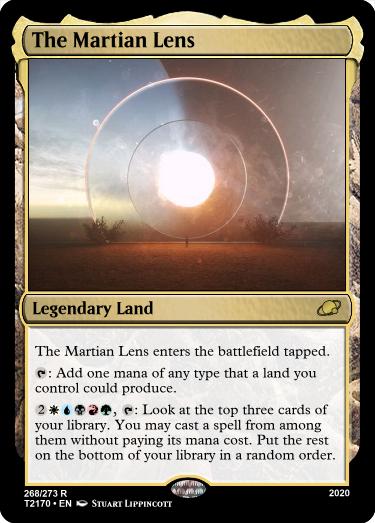 The Martian Lens
Legendary Land
The Martian Lens enters the battlefield tapped.
: Add one mana of any type that a land you
control could produce.
2, : Look at the top three cards of
your library. You may cast a spell from among
them without paying its mana cost. Put the rest
on the bottom of your library in a random order.
268/273 R
2020
T2170 • EN Stuart Lippincott